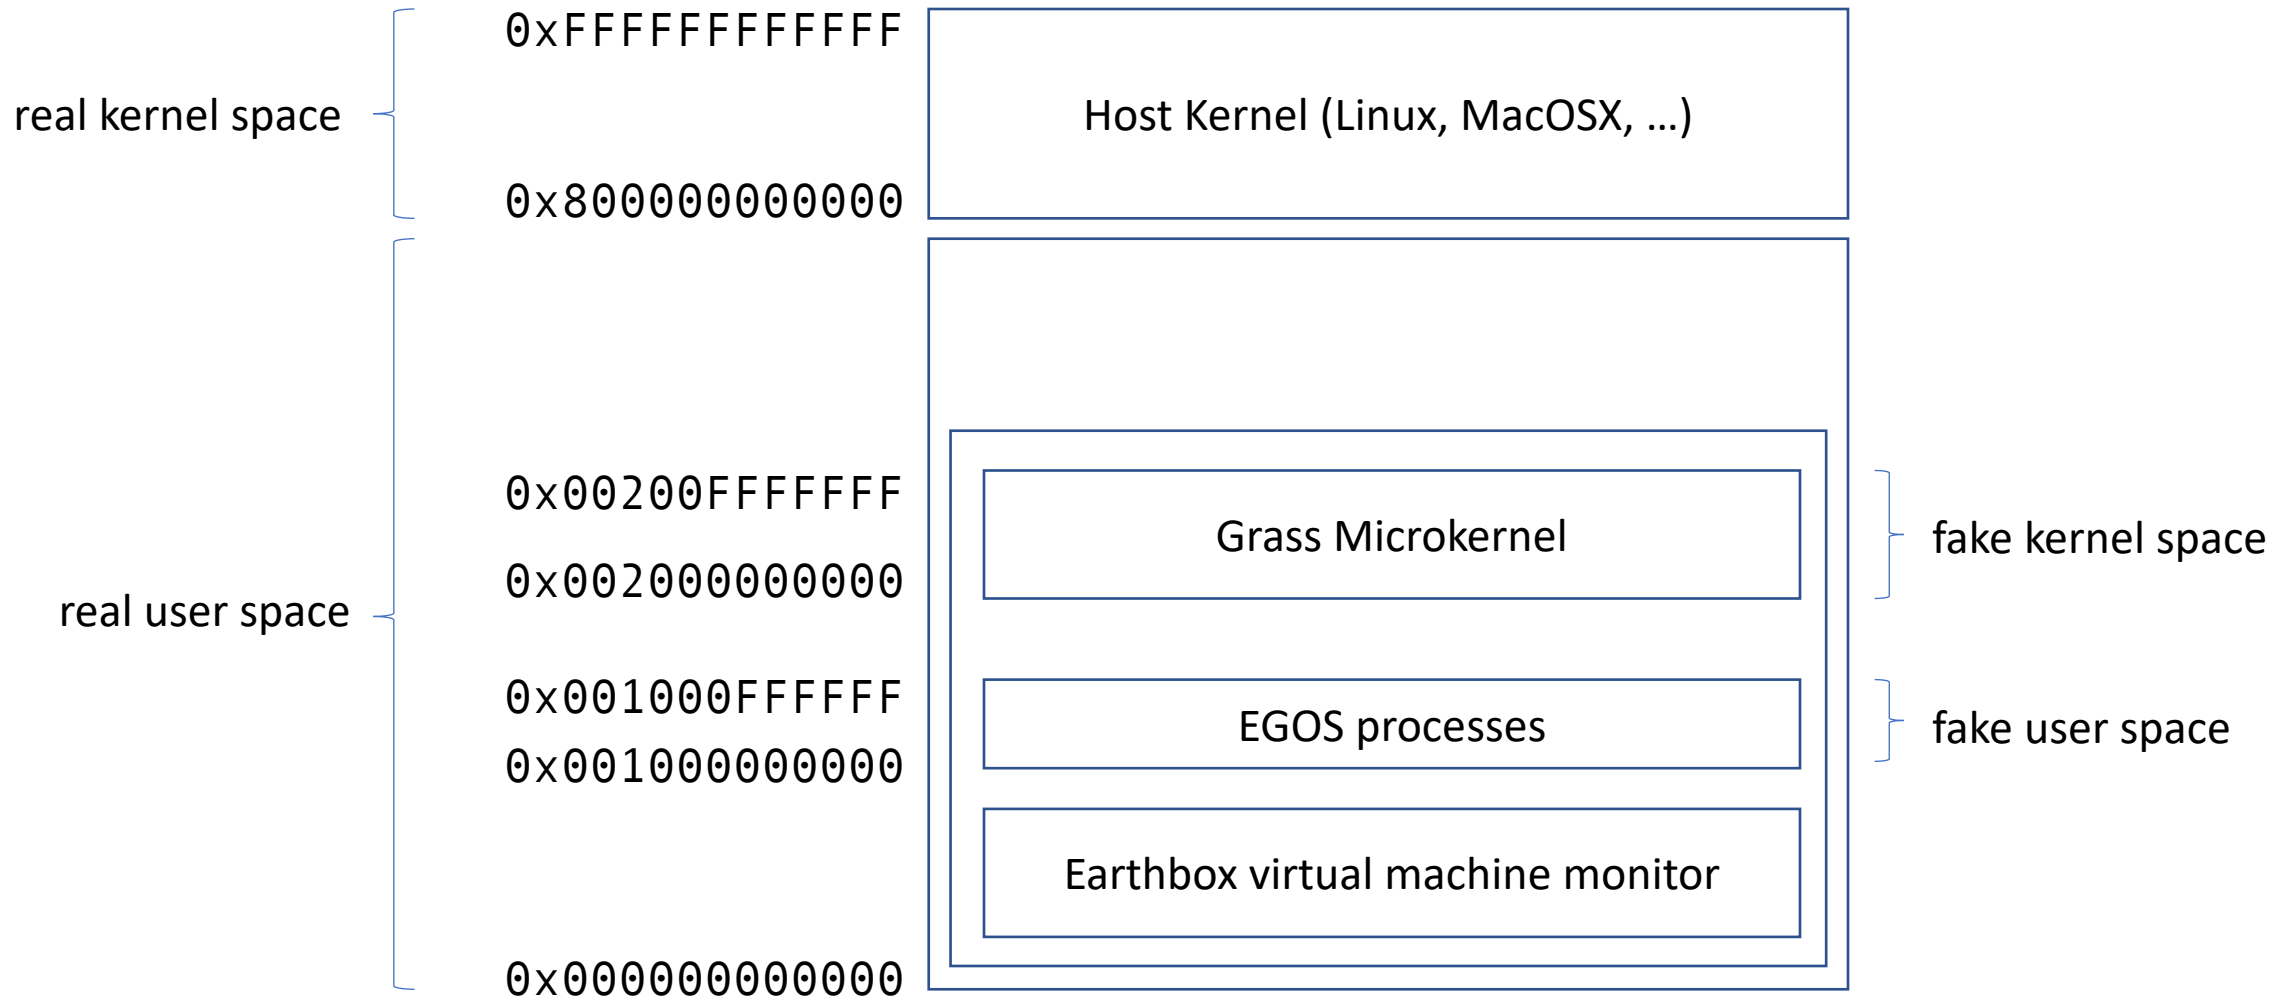 0xFFFFFFFFFFFF
real kernel space
Host Kernel (Linux, MacOSX, …)
0x800000000000
0x00200FFFFFFF
Grass Microkernel
fake kernel space
0x002000000000
real user space
0x001000FFFFFF
EGOS processes
fake user space
0x001000000000
Earthbox virtual machine monitor
0x000000000000